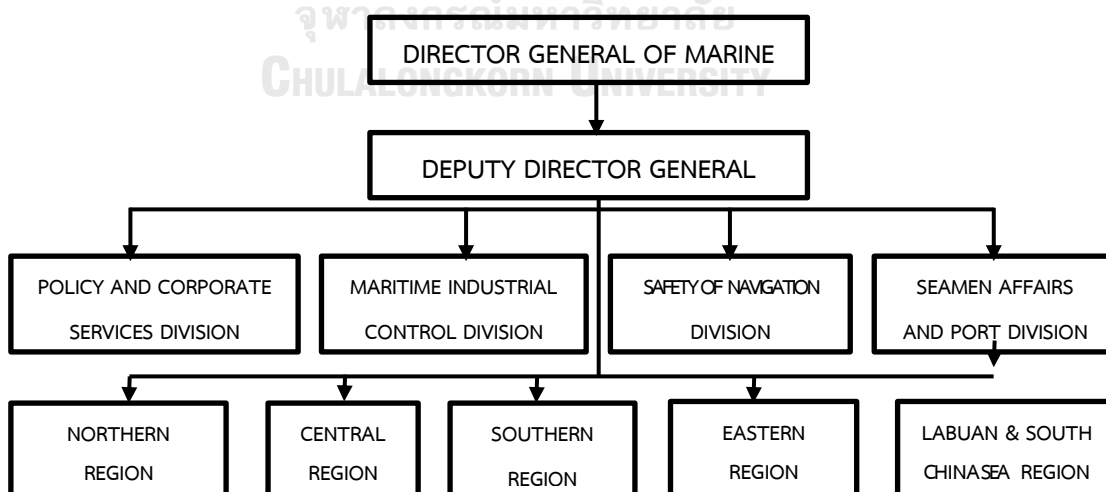 จุฬาลงกรณ์มหาวิทยาลัย
CHULALONGKORN UNIVERSITY
DIRECTOR GENERAL OF MARINE
DEPUTY DIRECTOR GENERAL
POLICY AND CORPORATE
SERVICES DIVISION
MARITIME INDUSTRIAL
CONTROL DIVISION
SAFETY OF NAVIGATION
DIVISION
SEAMEN AFFAIRS
AND PORT DIVISION
NORTHERN
REGION
CENTRAL
REGION
SOUTHERN
REGION
EASTERN
REGION
LABUAN & SOUTH
CHINA SEA REGION